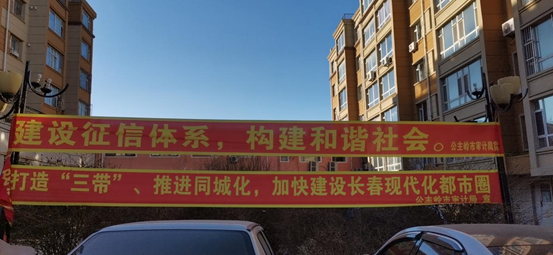 建设征信体系，构建和谐社会。公主岭市审计局宣
打造“三带”、推进同城化，加快建设长春现代化都市圈
公主岭市审计局 宣